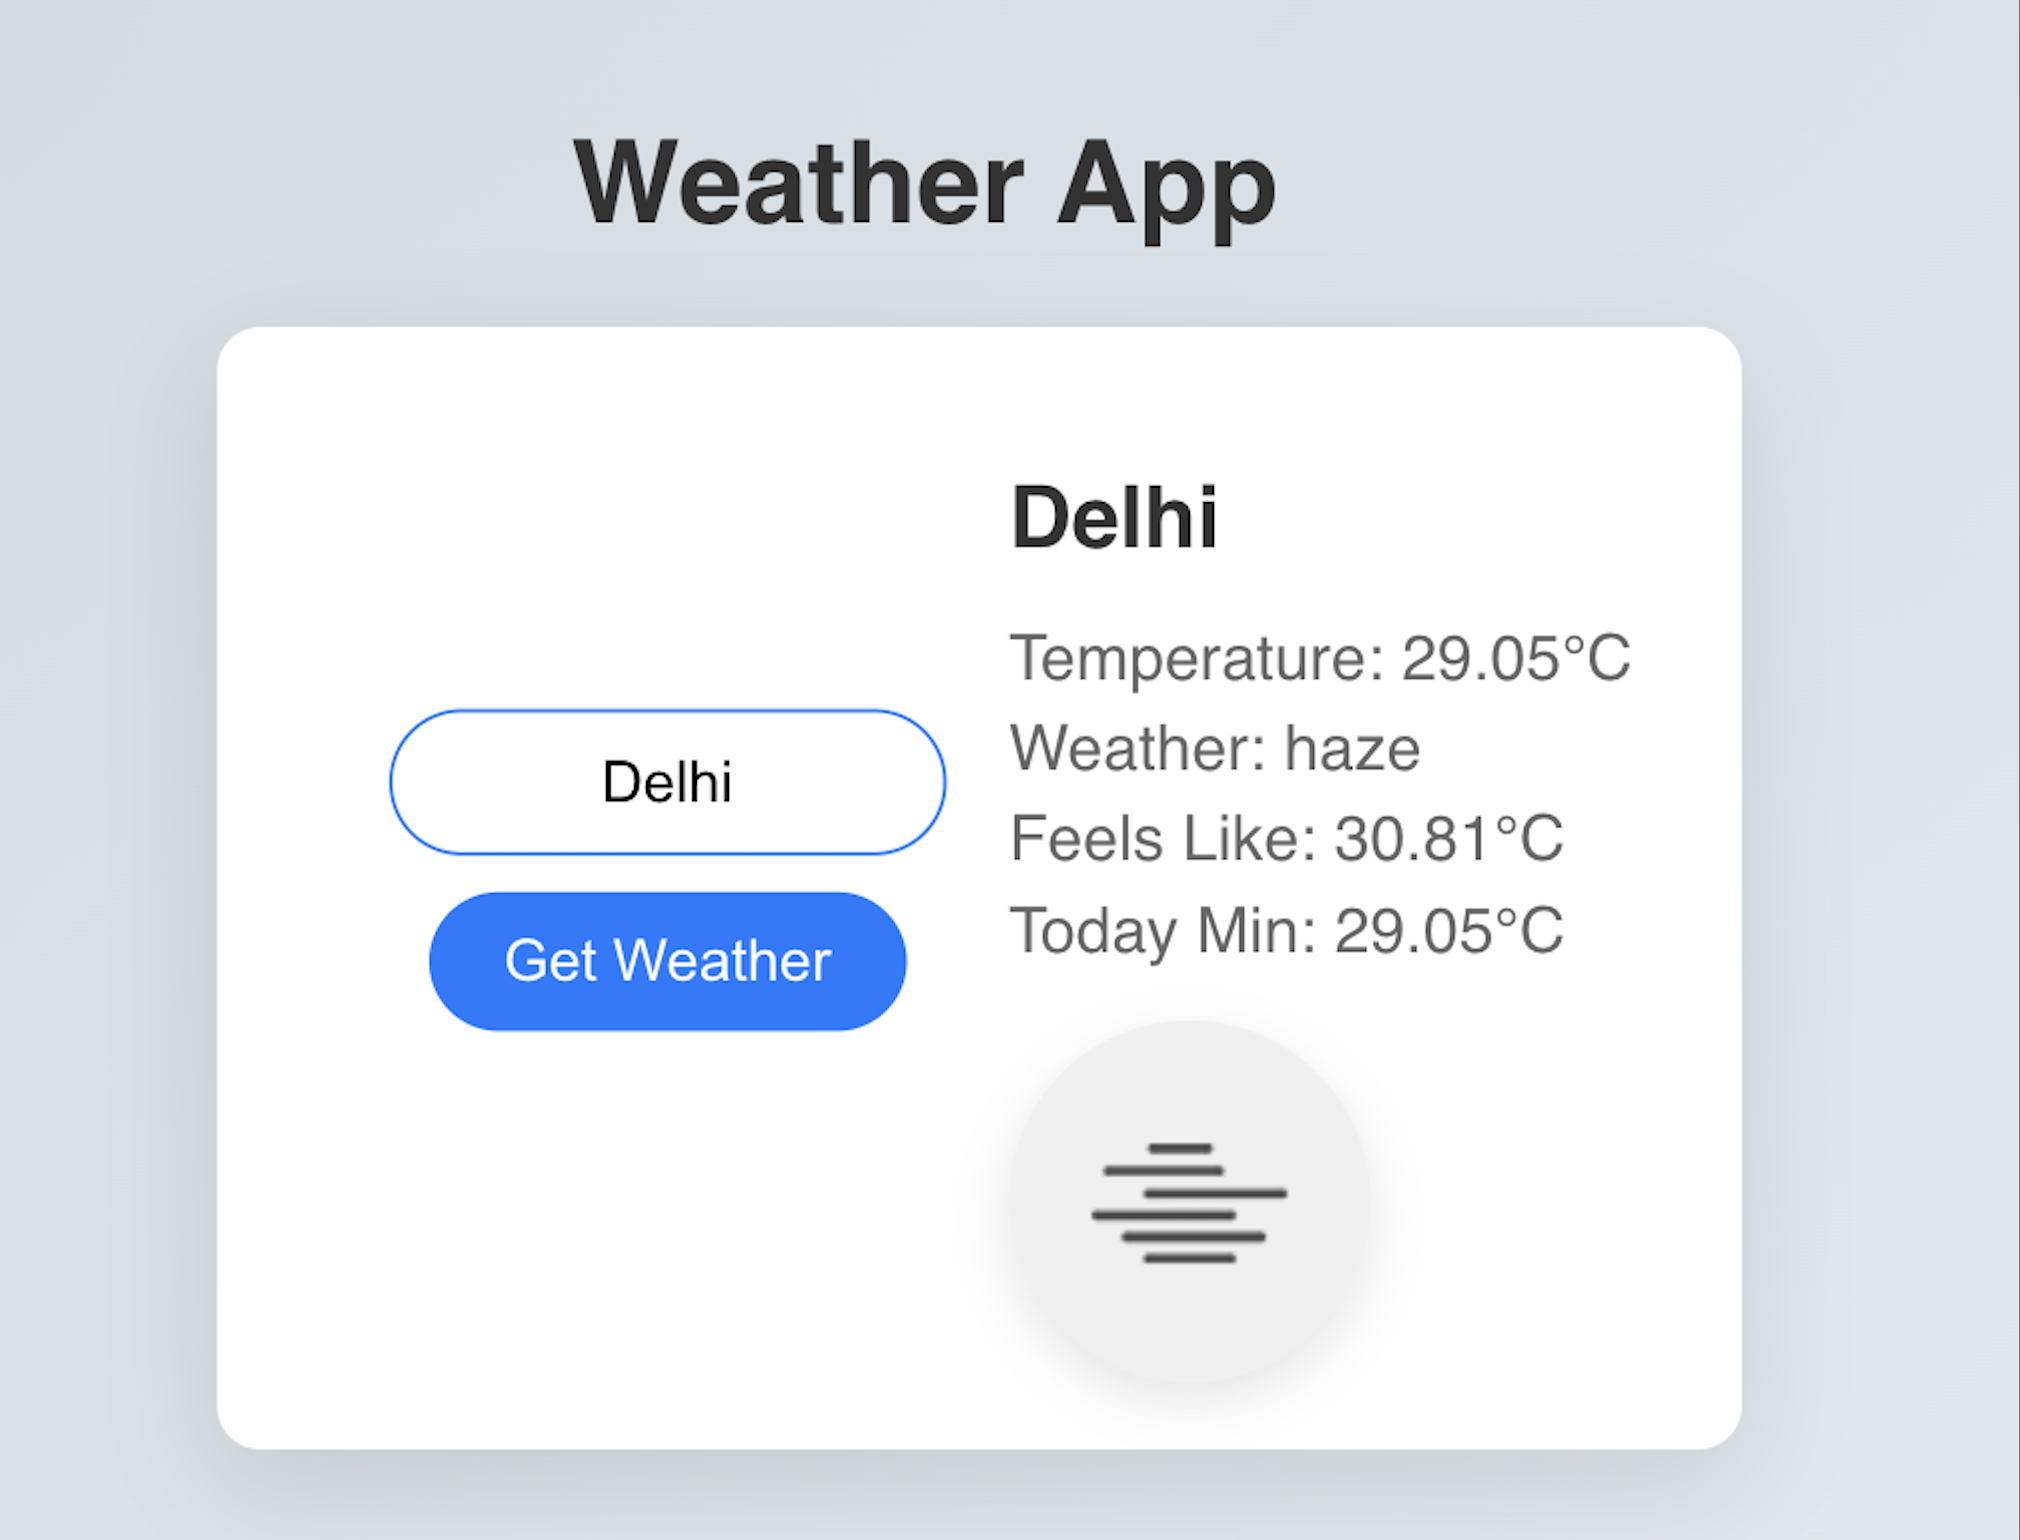 Weather App
Delhi
Get Weather
Delhi
Temperature: 29.05°C
Weather: haze
Feels Like: 30.81°C
Today Min: 29.05°C